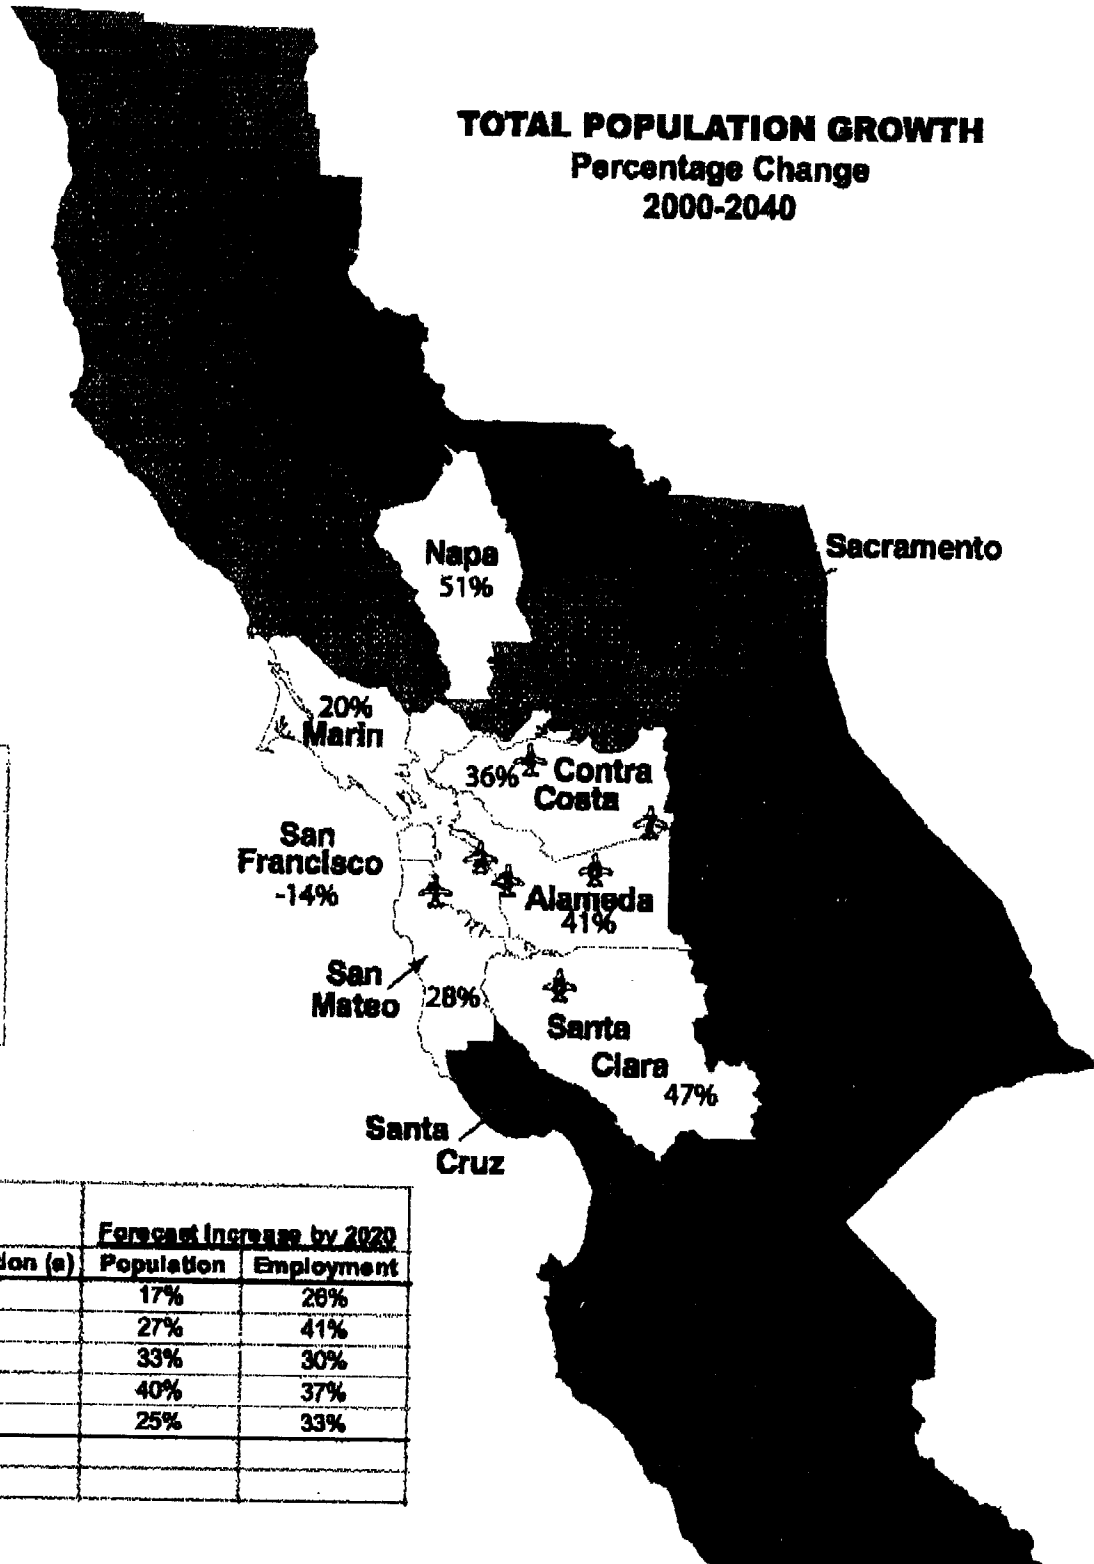 TOTAL POPULATION GROWTH
Percentage Change
2000-2040
Napa
51%
Sacramento
20%
Marin
36%
Contra
Costa
San
Francisco
-14%
Alameda
41%
San
Mateo
28%
Santa
Clara
47%
Santa
Cruz
Forecast Increase by 2020
(a) Population Employment
17% 26%
27% 41%
33% 30%
40% 37%
25% 33%